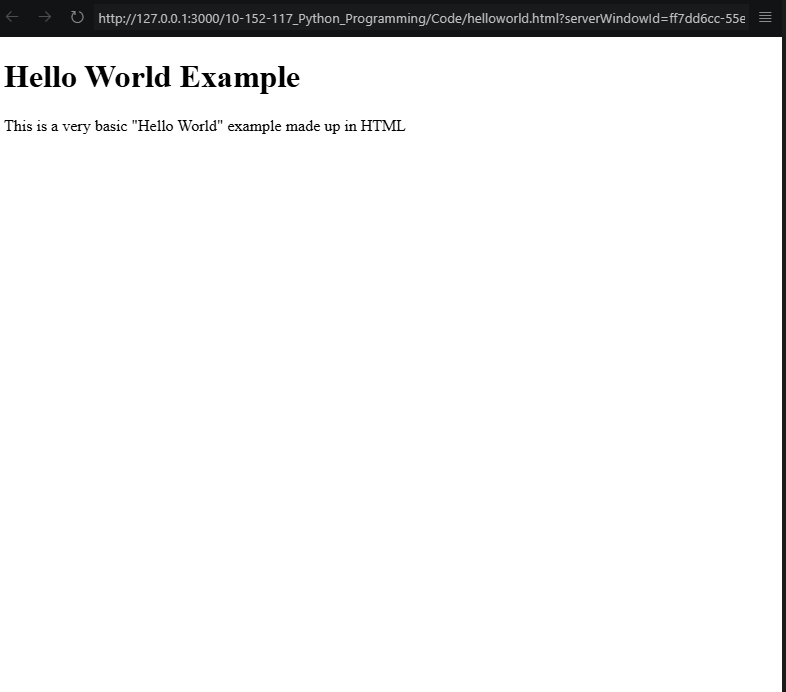 http://127.0.0.1:3000/10-152-117_Python_Programming/Code/helloworld.html?serverWindowId=ff7dd6cc-55e
Hello World Example
This is a very basic "Hello World" example made up in HTML